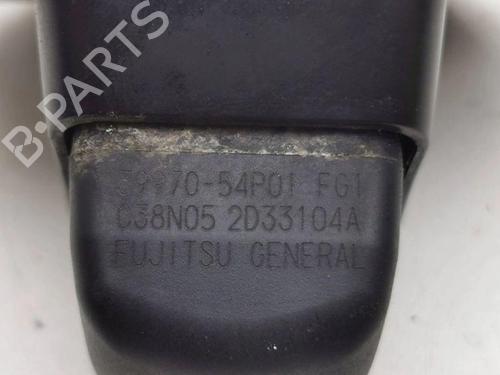 B-PARTS
39970-54P01 FG1
C38N05 2D33104A
FUJITSU GENERAL